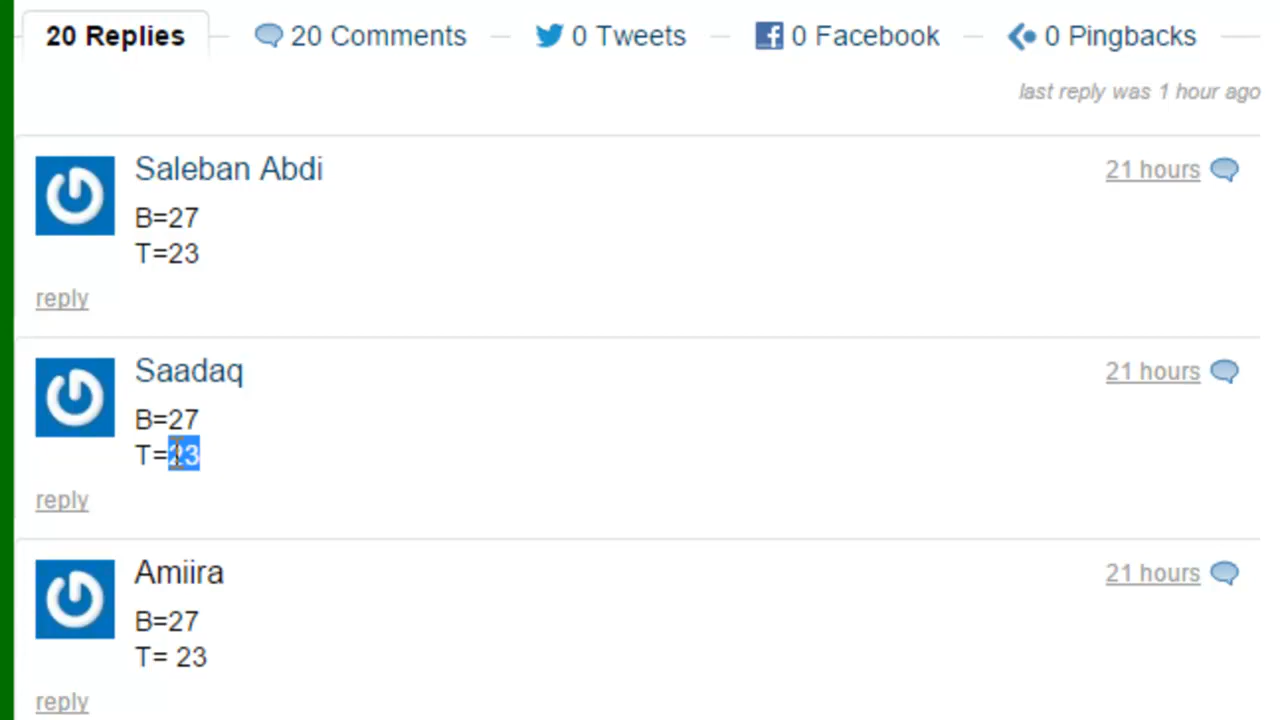 20 Replies 20 Comments 0 Tweets 0 Facebook 0 Pingbacks
last reply was 1 hour ago
Saleban Abdi 21 hours
B=27
T=23
reply
Saadaq 21 hours
B=27
T=23
reply
Amiira 21 hours
B=27
T= 23
reply